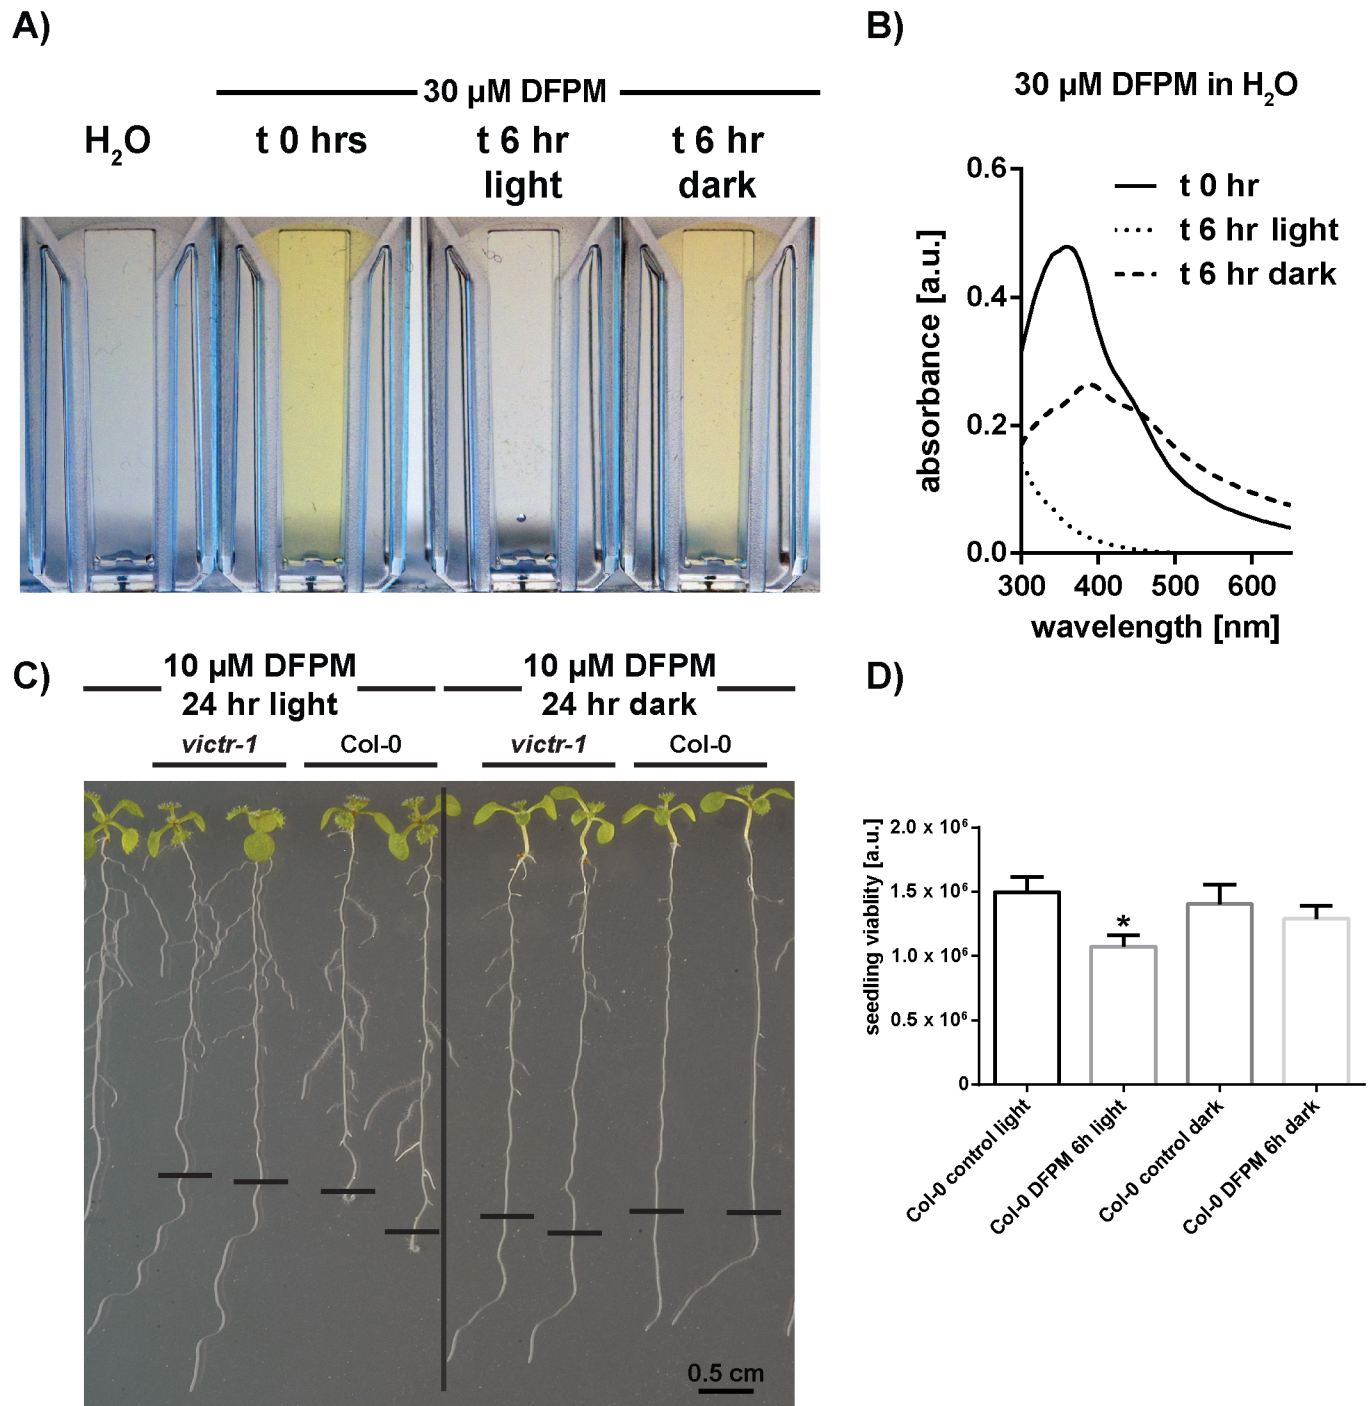 A)
30 µM DFPM
H₂O
t 0 hrs
t 6 hr
light
t 6 hr
dark
B)
30 µM DFPM in H₂O
0.6
0.4
0.2
0.0
absorbance [a.u.]
t 0 hr
t 6 hr light
t 6 hr dark
300 400 500 600
wavelength [nm]
C)
10 µM DFPM
24 hr light
10 µM DFPM
24 hr dark
victr-1
Col-0
victr-1
Col-0
0.5 cm
D)
2.0 x 10⁶
1.5 x 10⁶
1.0 x 10⁶
0.5 x 10⁶
0
seedling viablity [a.u.]
*
Col-0 control light
Col-0 DFPM 6h light
Col-0 control dark
Col-0 DFPM 6h dark